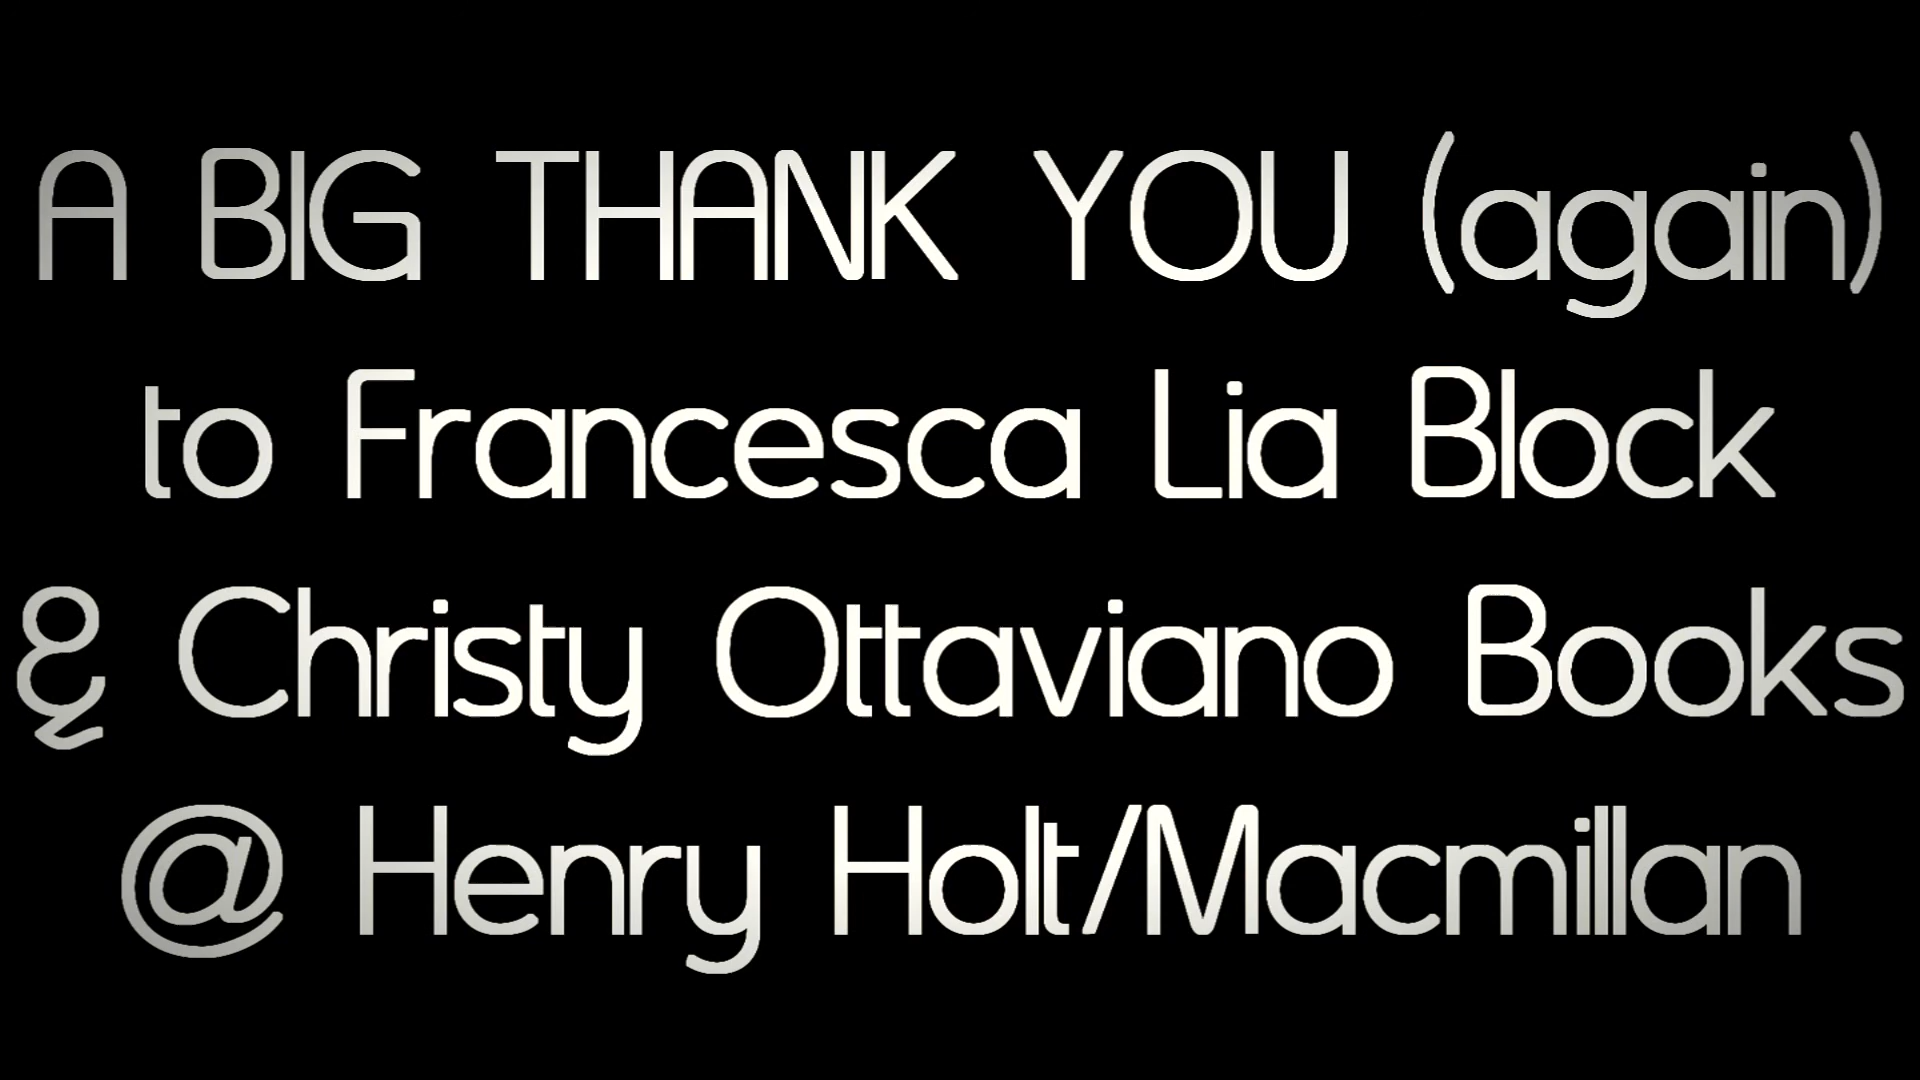 A BIG THANK YOU (again)
to Francesca Lia Block
& Christy Ottaviano Books
@ Henry Holt/Macmillan